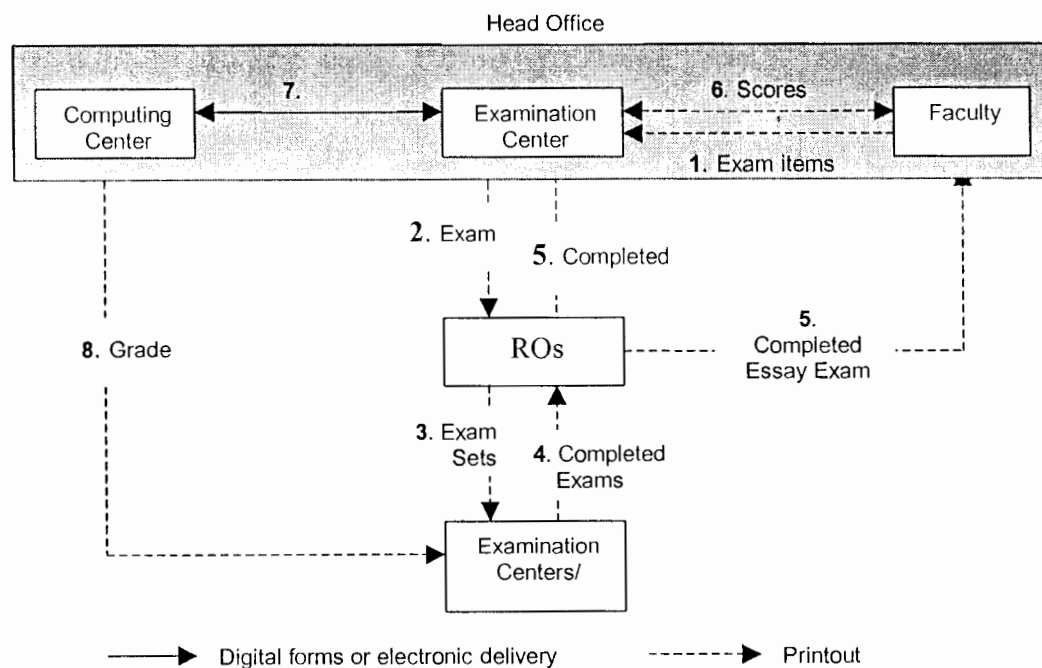 Head Office
7.
6. Scores
Computing
Center
Examination
Center
Faculty
1. Exam items
2. Exam
5. Completed
8. Grade
ROs
5.
Completed
Essay Exam
3. Exam
Sets
4. Completed
Exams
Examination
Centers/
Digital forms or electronic delivery
Printout